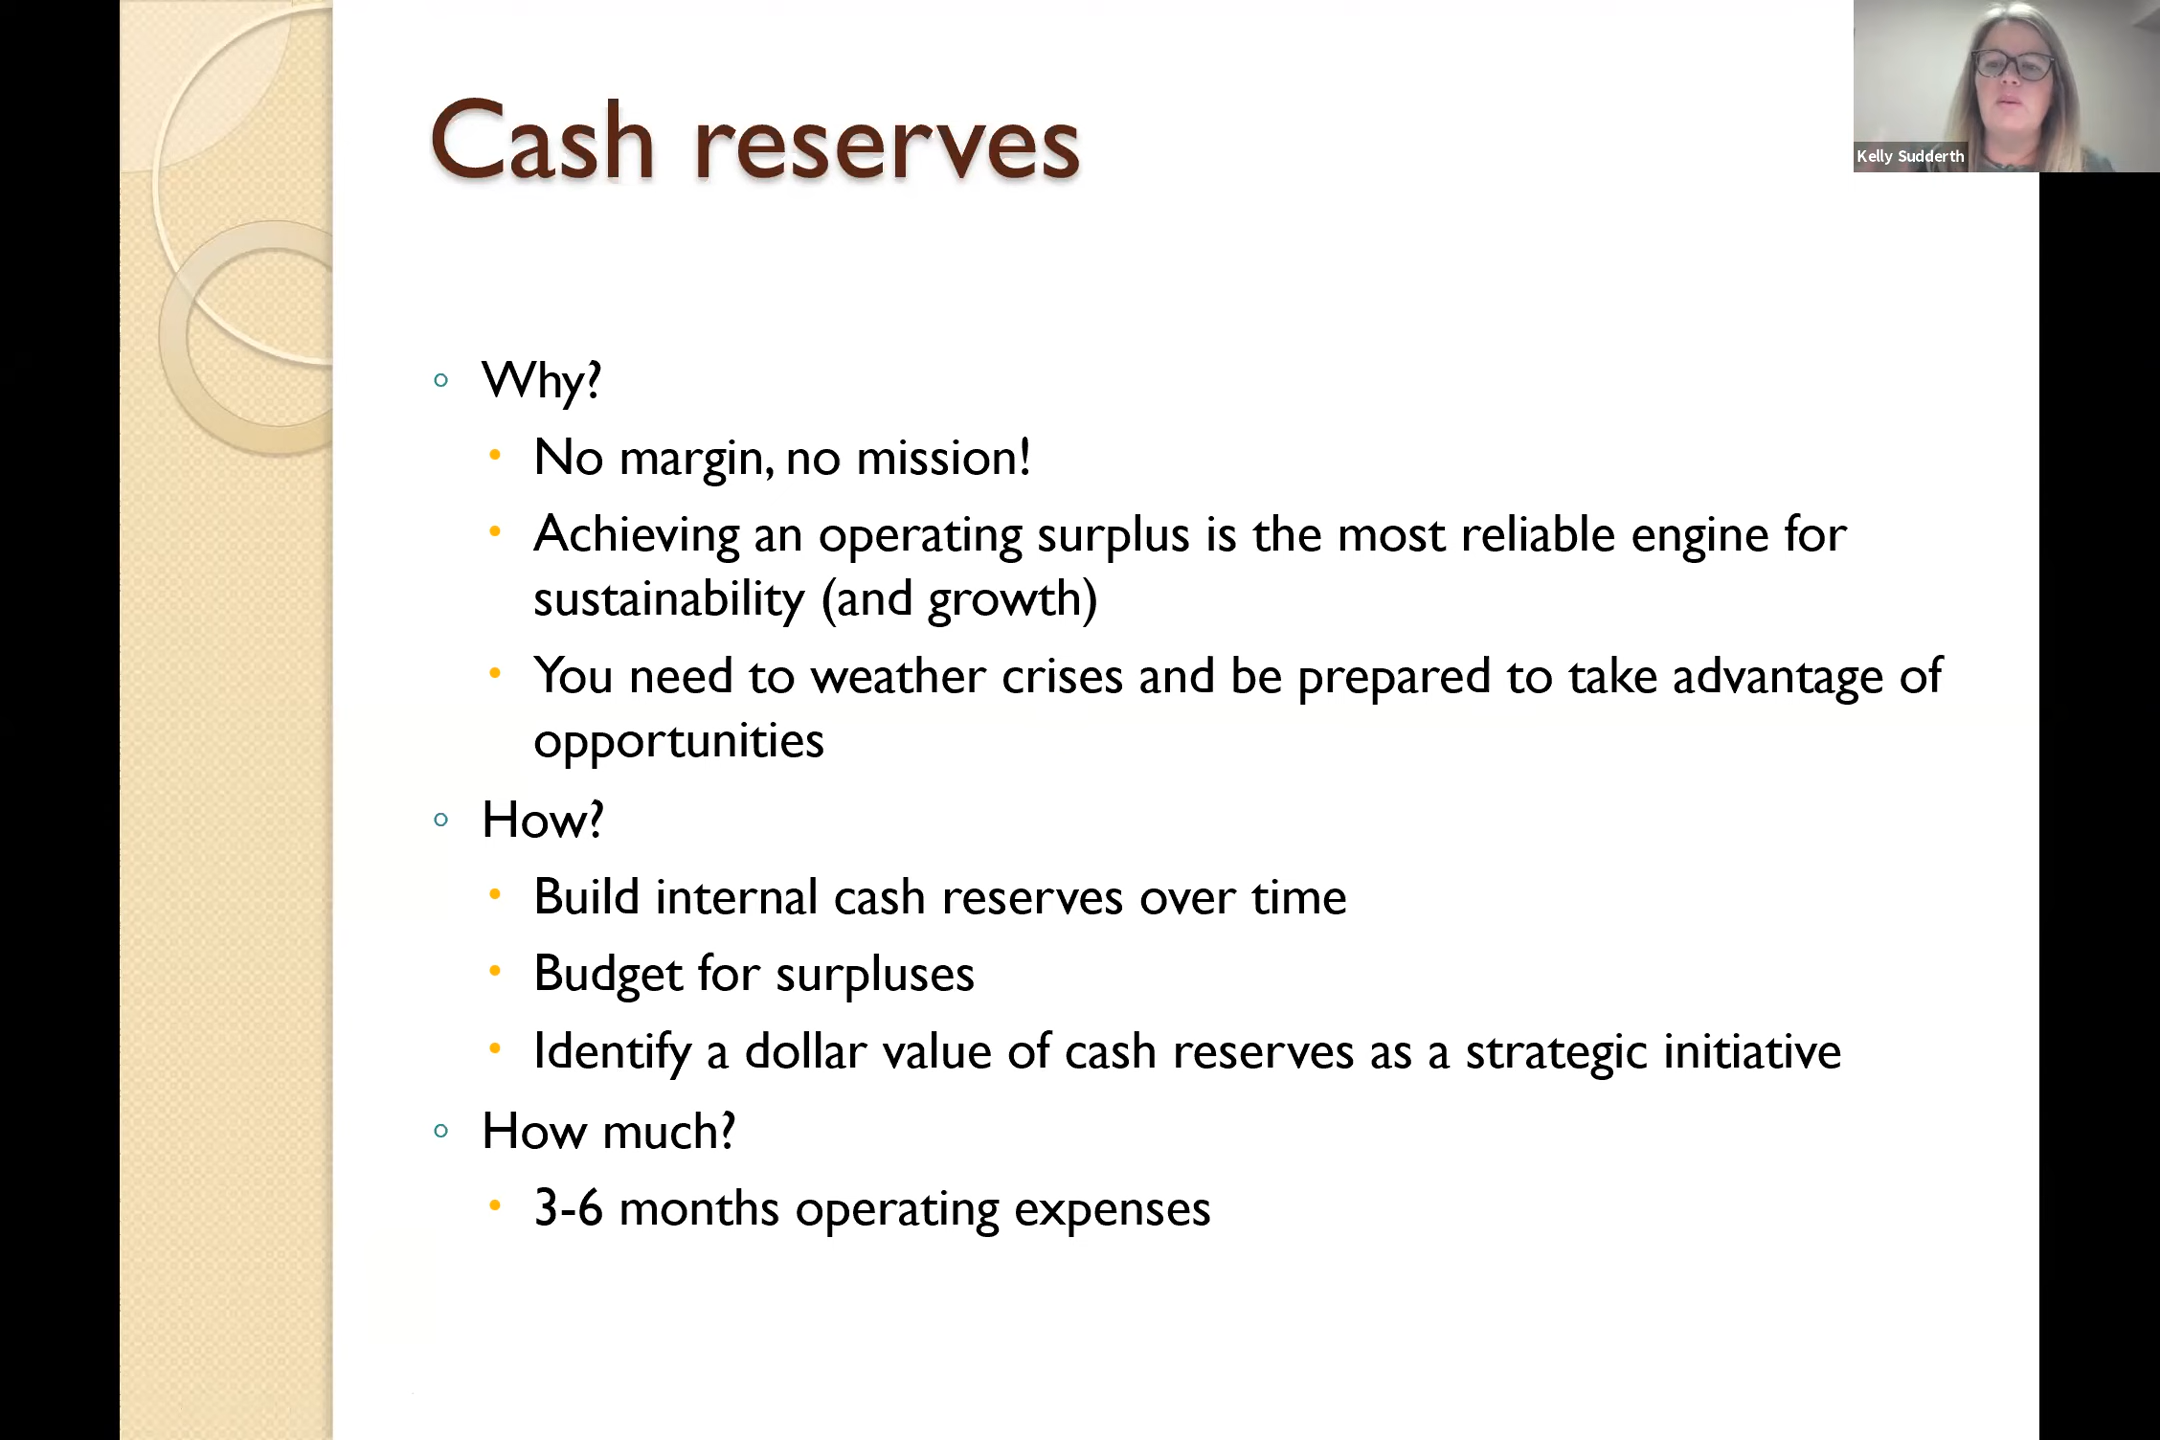 Cash reserves
Kelly Sudderth
Why?
No margin, no mission!
Achieving an operating surplus is the most reliable engine for
sustainability (and growth)
You need to weather crises and be prepared to take advantage of
opportunities
How?
Build internal cash reserves over time
Budget for surpluses
Identify a dollar value of cash reserves as a strategic initiative
How much?
3-6 months operating expenses